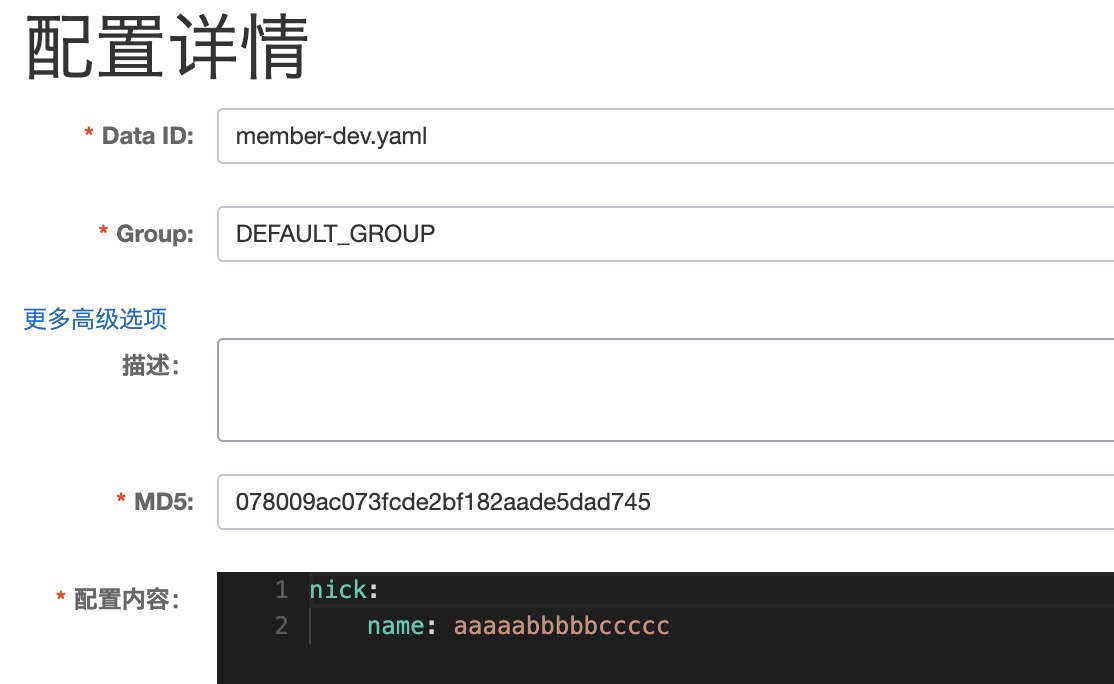 配置详情
* Data ID: member-dev.yaml
* Group: DEFAULT_GROUP
更多高级选项
描述:
* MD5: 078009ac073fcde2bf182aade5dad745
* 配置内容: 1 nick:
2 name: aaaaabbbbbccccc